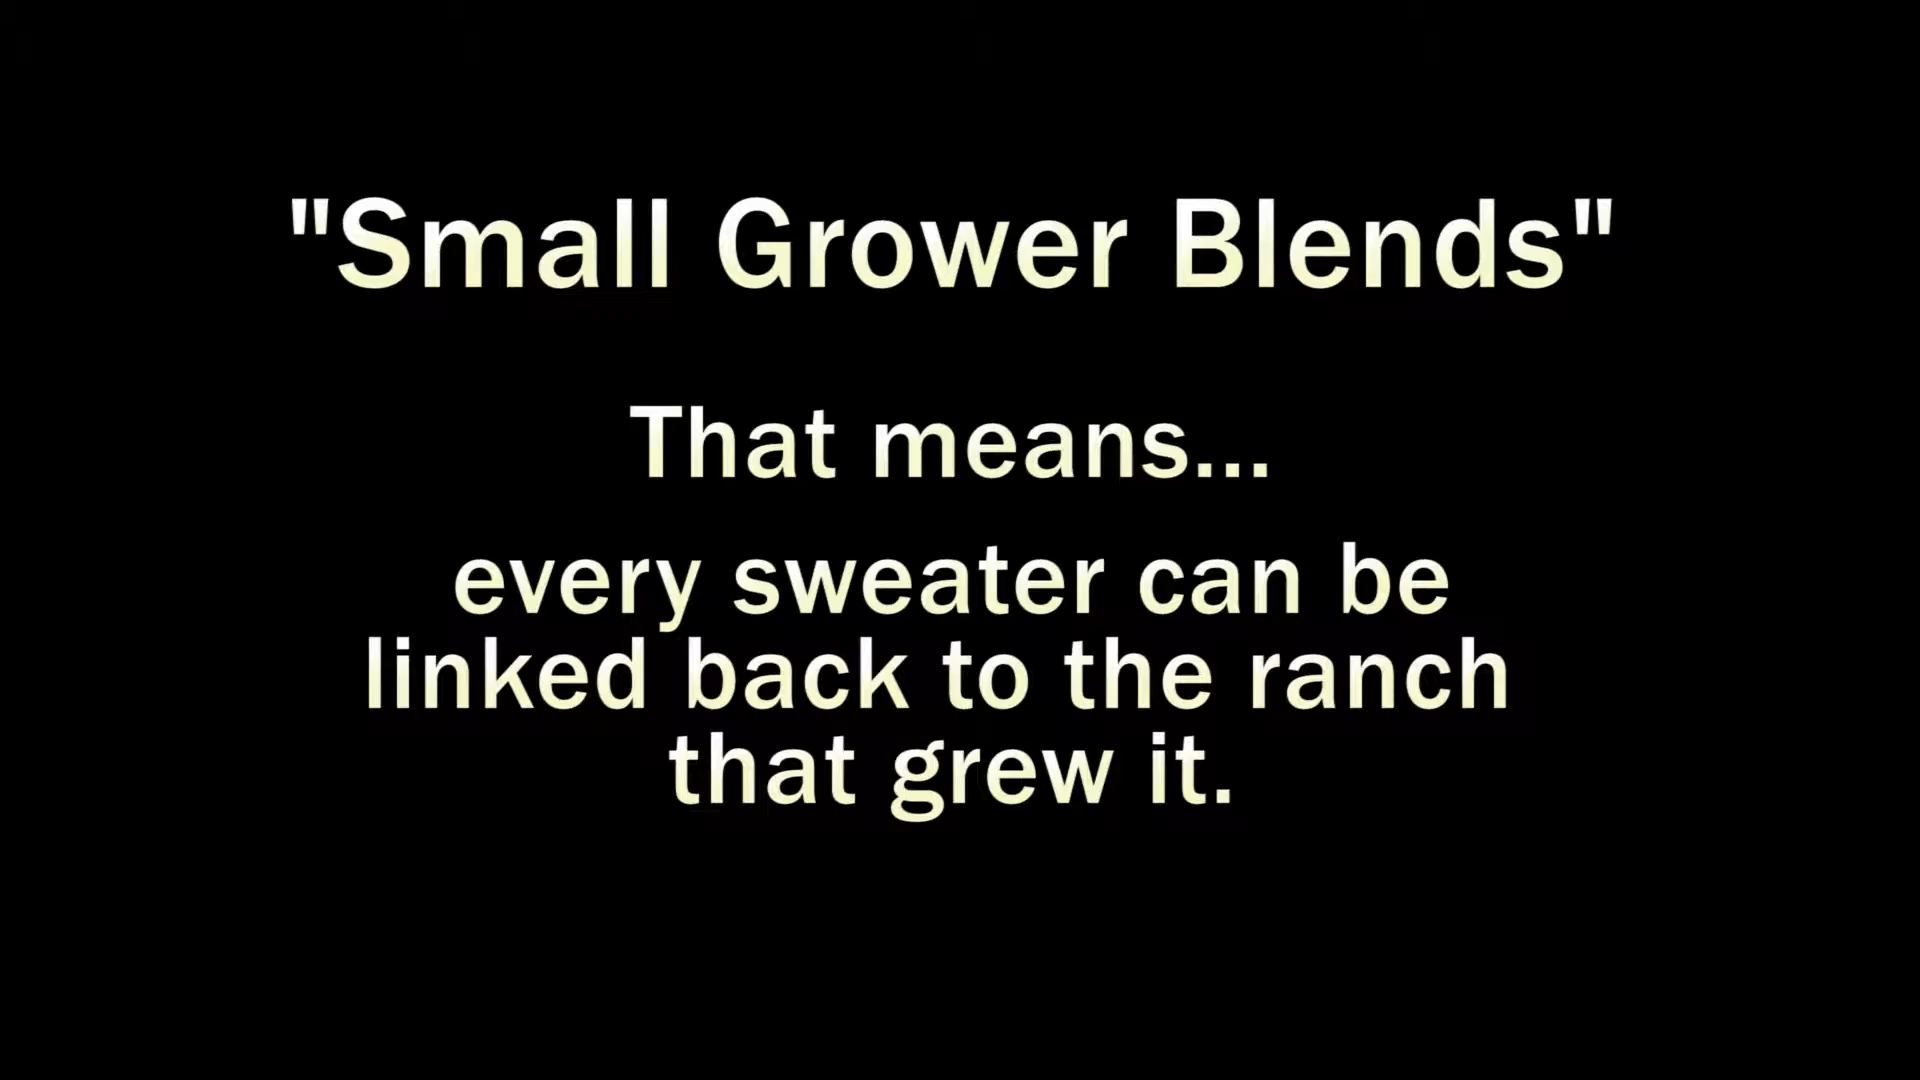 "Small Grower Blends"
That means...
every sweater can be
linked back to the ranch
that grew it.